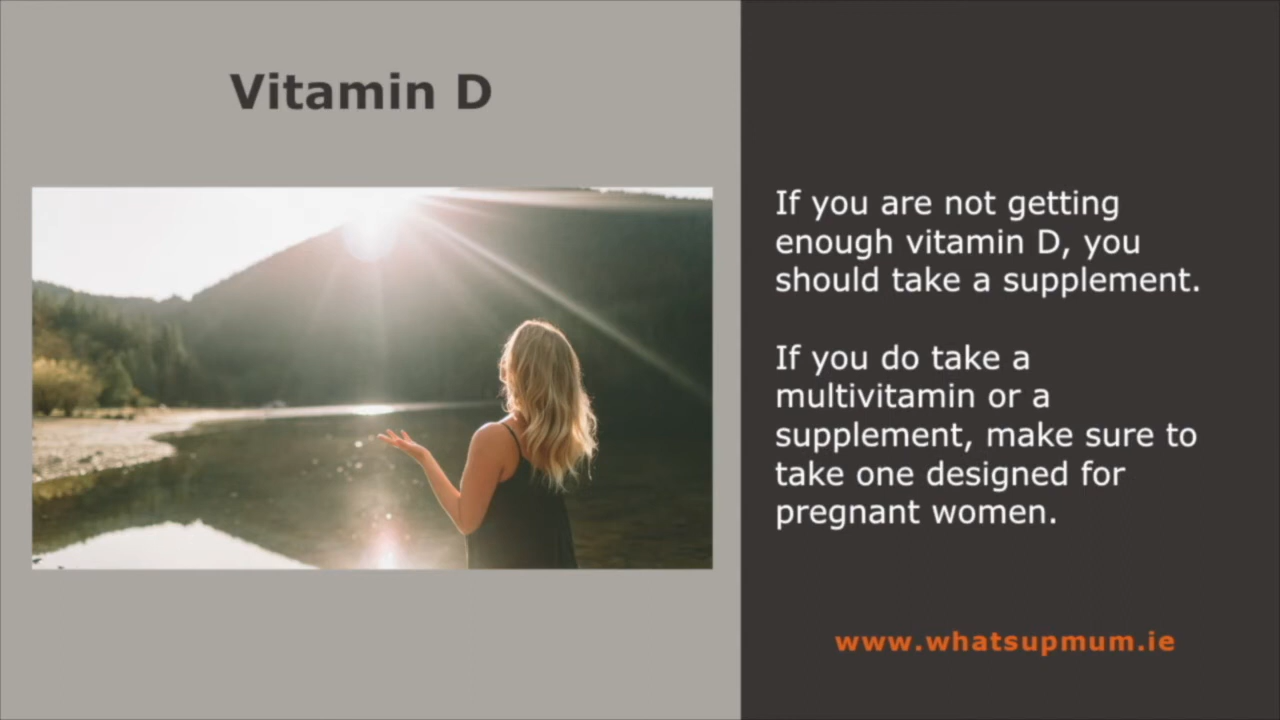 Vitamin D
If you are not getting
enough vitamin D, you
should take a supplement.
If you do take a
multivitamin or a
supplement, make sure to
take one designed for
pregnant women.
www.whatsupmum.ie